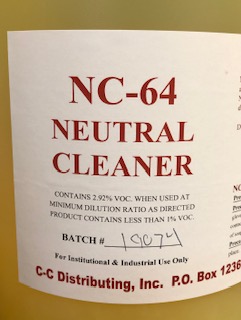 NC-64
NEUTRAL
CLEANER
CONTAINS 2.92% VOC. WHEN USED AT
MINIMUM DILUTION RATIO AS DIRECTED
PRODUCT CONTAINS LESS THAN 1% VOC.
BATCH # 19074
For Institutional & Industrial Use Only
C-C Distributing, Inc. P.O. Box 1236